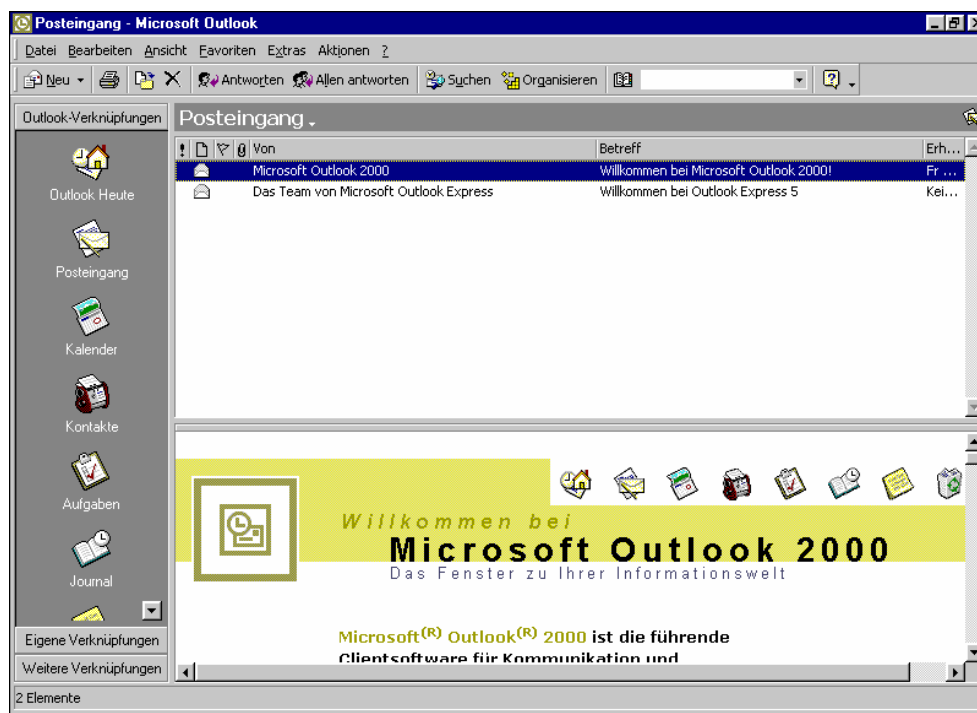 Posteingang - Microsoft Outlook
Datei Bearbeiten Ansicht Favoriten Extras Aktionen ?
Neu Antworten Allen antworten Suchen Organisieren
Outlook-Verknüpfungen
Posteingang
Von Betreff Erh...
Microsoft Outlook 2000 Willkommen bei Microsoft Outlook 2000! Fr ...
Das Team von Microsoft Outlook Express Willkommen bei Outlook Express 5 Kei...
Outlook Heute
Posteingang
Kalender
Kontakte
Aufgaben
Journal
Eigene Verknüpfungen
Weitere Verknüpfungen
Willkommen bei
Microsoft Outlook 2000
Das Fenster zu Ihrer Informationswelt
Microsoft(R) Outlook(R) 2000 ist die führende
Clientsoftware für Kommunikation und
2 Elemente